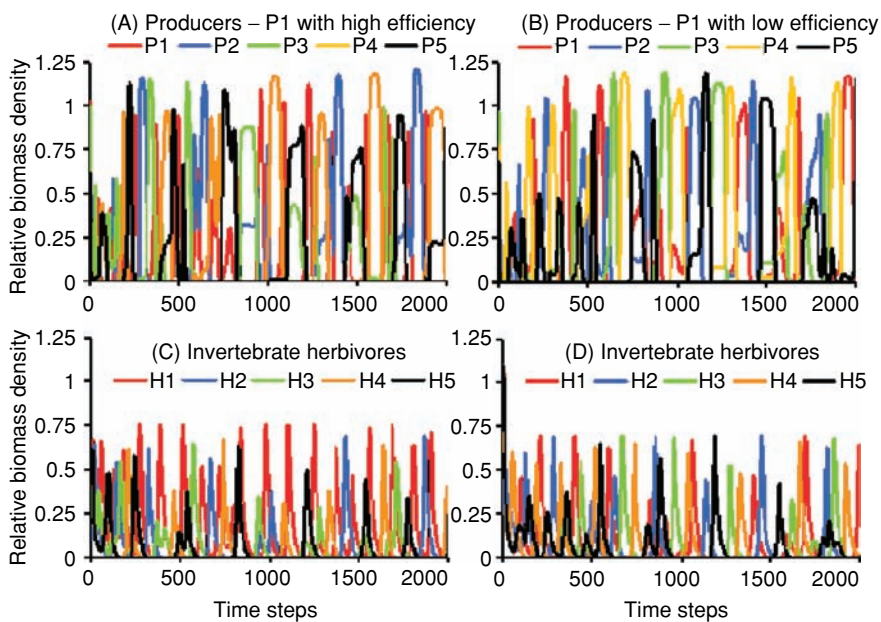 (A) Producers – P1 with high efficiency
P1 P2 P3 P4 P5
Relative biomass density
1.25
1
0.75
0.5
0.25
0
0 500 1000 1500 2000
(B) Producers – P1 with low efficiency
P1 P2 P3 P4 P5
1.25
1
0.75
0.5
0.25
0
0 500 1000 1500 2000
(C) Invertebrate herbivores
H1 H2 H3 H4 H5
Relative biomass density
1.25
1
0.75
0.5
0.25
0
0 500 1000 1500 2000
Time steps
(D) Invertebrate herbivores
H1 H2 H3 H4 H5
1.25
1
0.75
0.5
0.25
0
0 500 1000 1500 2000
Time steps